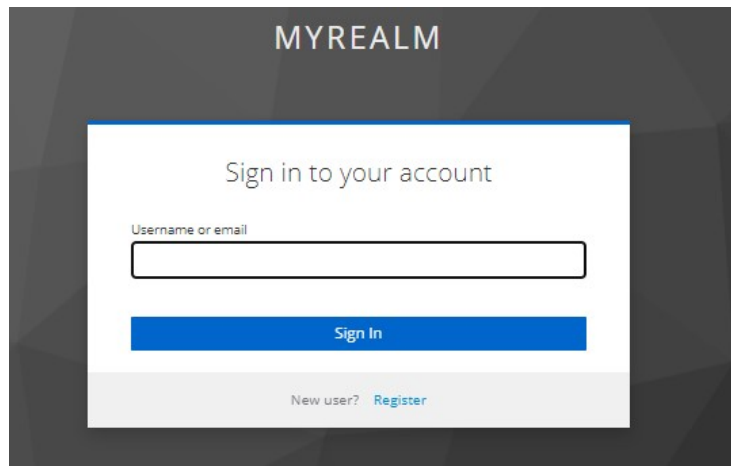 MYREALM
Sign in to your account
Username or email
Sign In
New user? Register